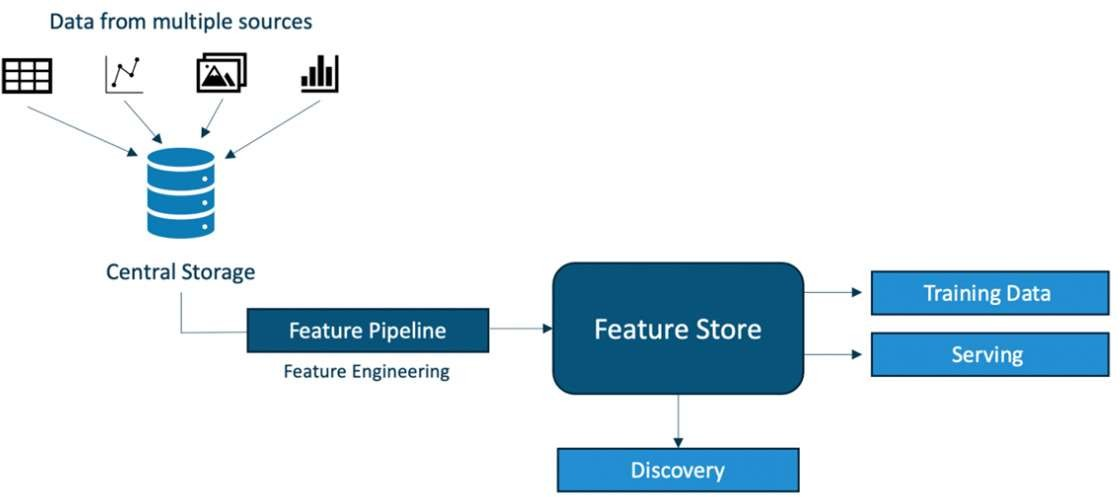 Data from multiple sources
Central Storage
Feature Pipeline
Feature Engineering
Feature Store
Training Data
Serving
Discovery